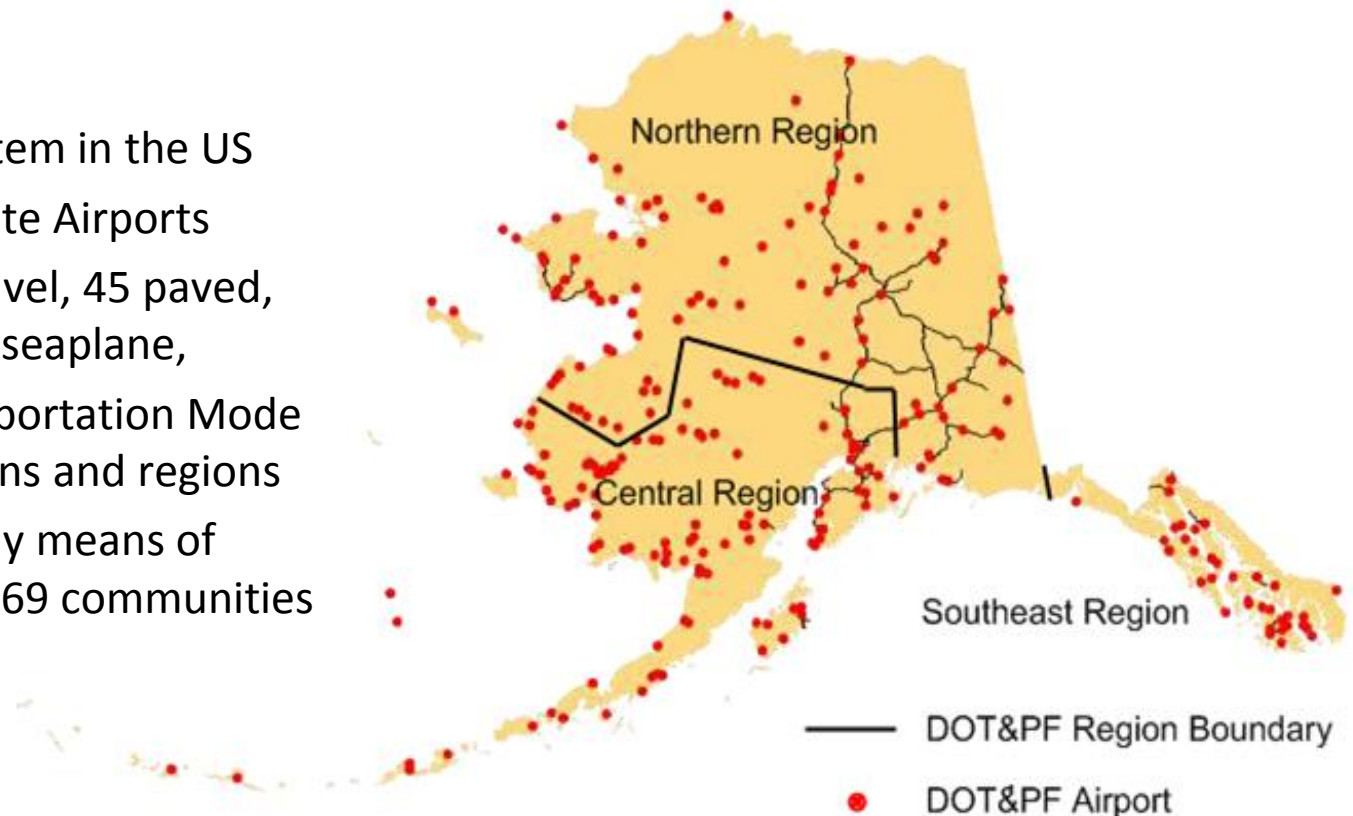 tem in the US
te Airports
vel, 45 paved,
seaplane,
portation Mode
ns and regions
y means of
69 communities
Northern Region
Central Region
Southeast Region
DOT&PF Region Boundary
DOT&PF Airport